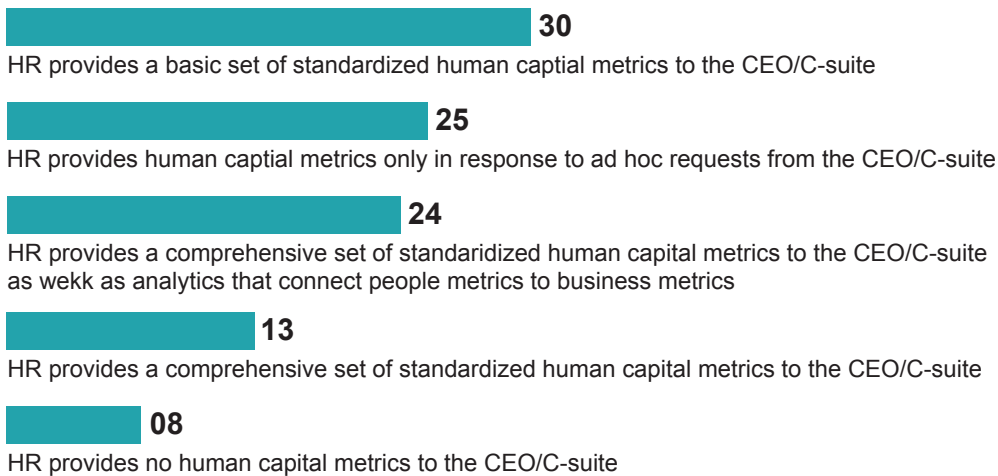 30
HR provides a basic set of standardized human captial metrics to the CEO/C-suite
25
HR provides human captial metrics only in response to ad hoc requests from the CEO/C-suite
24
HR provides a comprehensive set of standaridized human capital metrics to the CEO/C-suite
as wekk as analytics that connect people metrics to business metrics
13
HR provides a comprehensive set of standardized human capital metrics to the CEO/C-suite
08
HR provides no human capital metrics to the CEO/C-suite